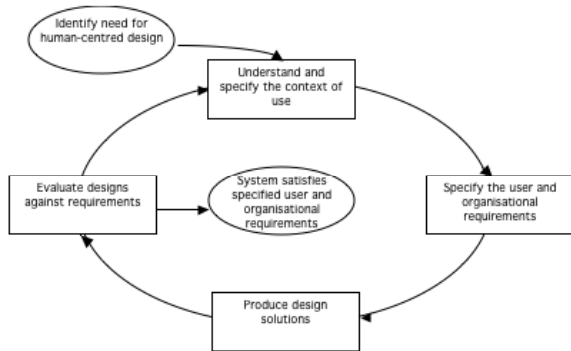 Identify need for
human-centred design
Understand and
specify the context of
use
Evaluate designs
against requirements
System satisfies
specified user and
organisational
requirements
Specify the user and
organisational
requirements
Produce design
solutions